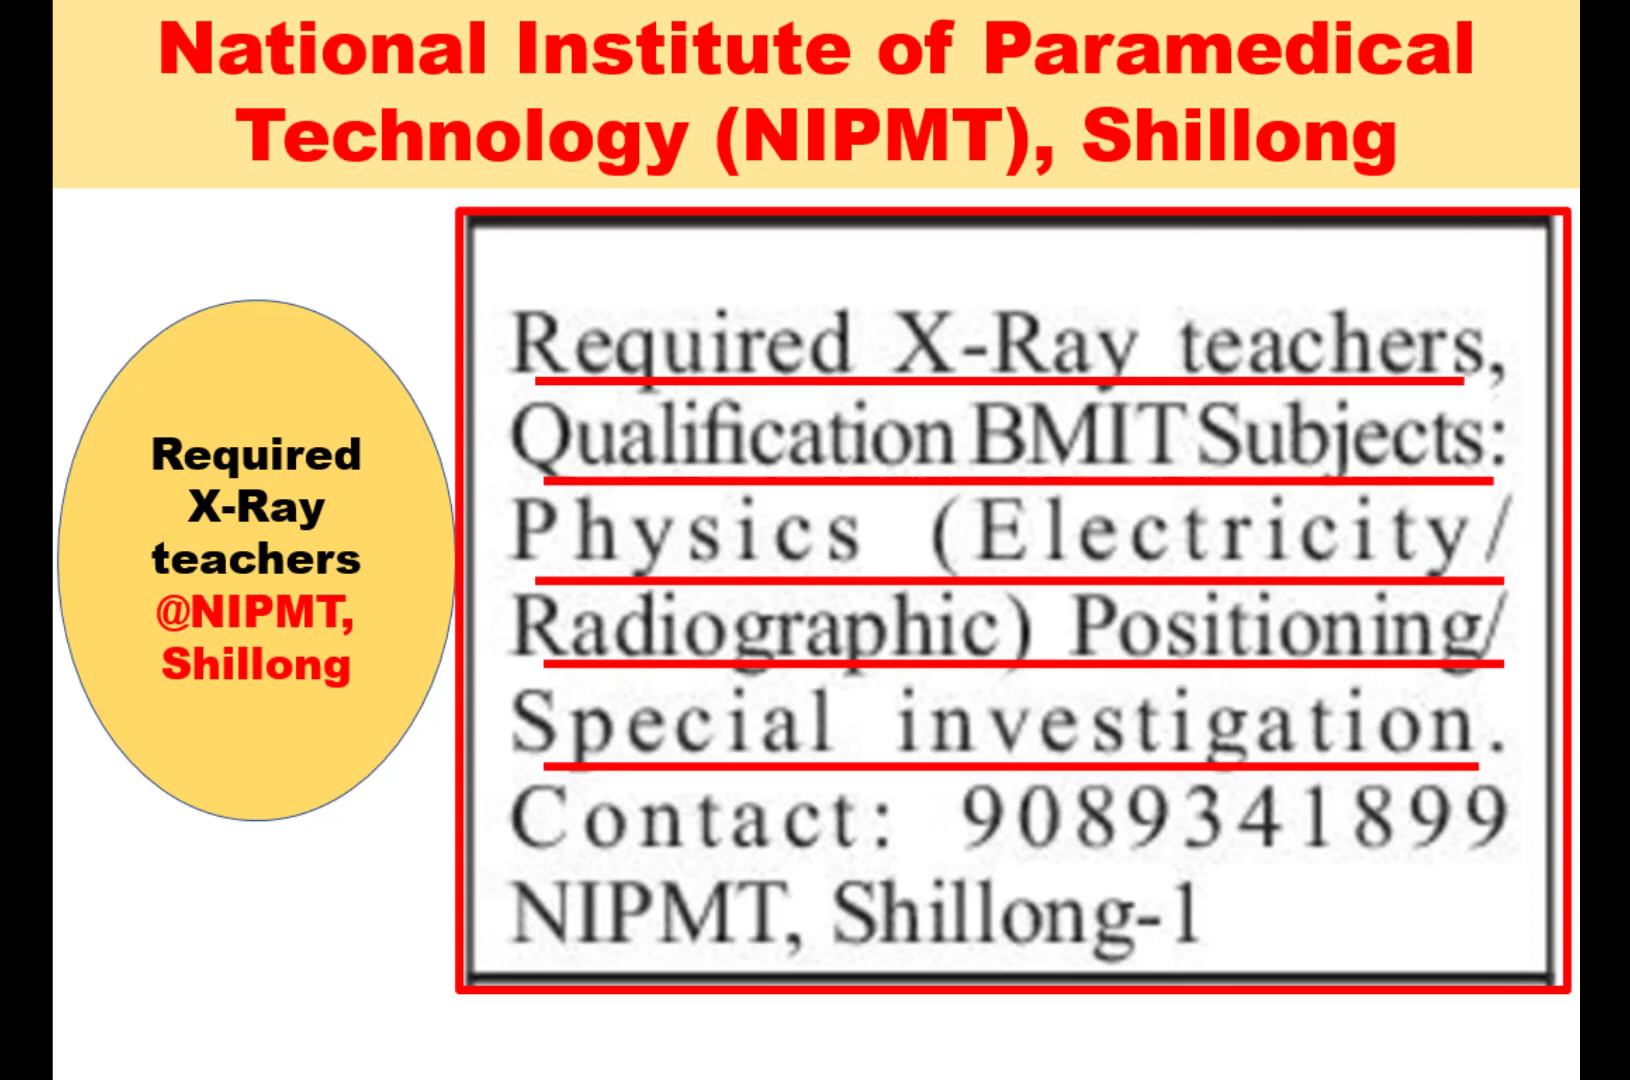 National Institute of Paramedical
Technology (NIPMT), Shillong
Required
X-Ray
teachers
@NIPMT,
Shillong
Required X-Ray teachers,
Qualification BMIT Subjects:
Physics (Electricity/
Radiographic) Positioning/
Special investigation.
Contact: 9089341899
NIPMT, Shillong-1